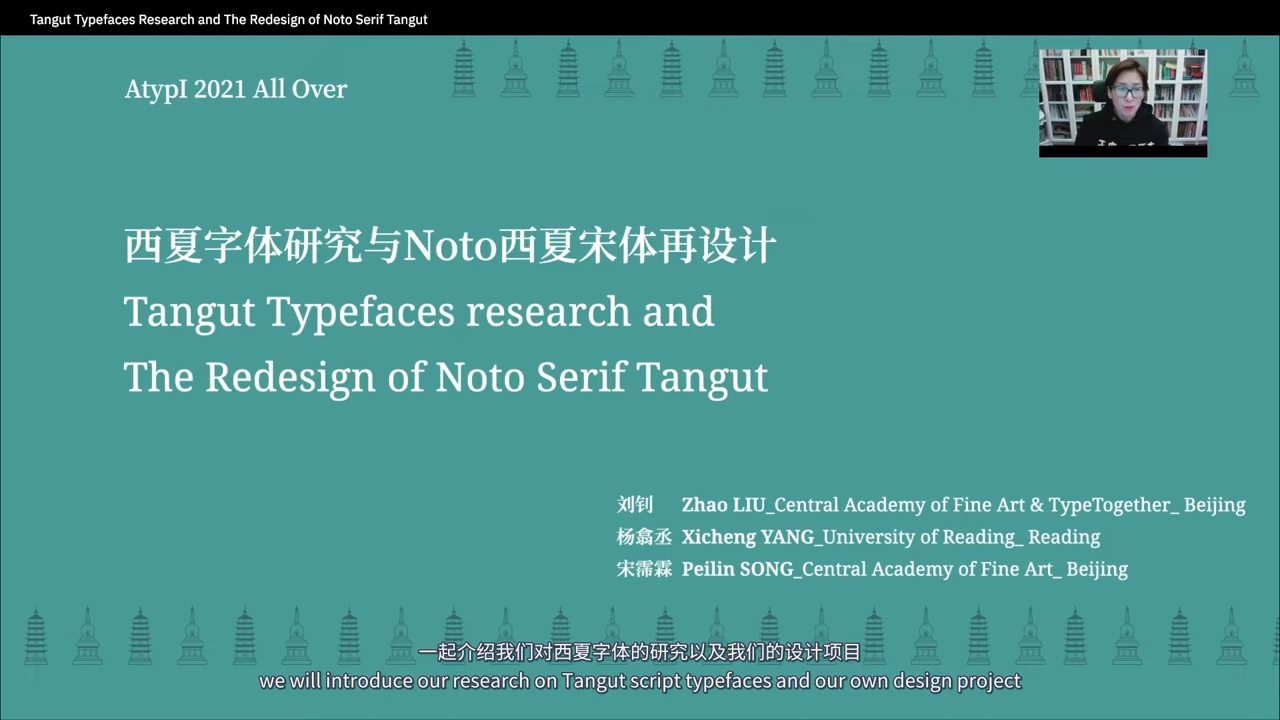 Tangut Typefaces Research and The Redesign of Noto Serif Tangut
AtypI 2021 All Over
西夏字体研究与Noto西夏宋体再设计
Tangut Typefaces research and
The Redesign of Noto Serif Tangut
刘钊 Zhao LIU_Central Academy of Fine Art & TypeTogether_ Beijing
杨翕丞 Xicheng YANG_University of Reading_ Reading
Peilin SONG_Central Academy of Fine Art_ Beijing
一起介绍我们对西夏字体的研究以及我们的设计项目
we will introduce our research on Tangut script typefaces and our own design project